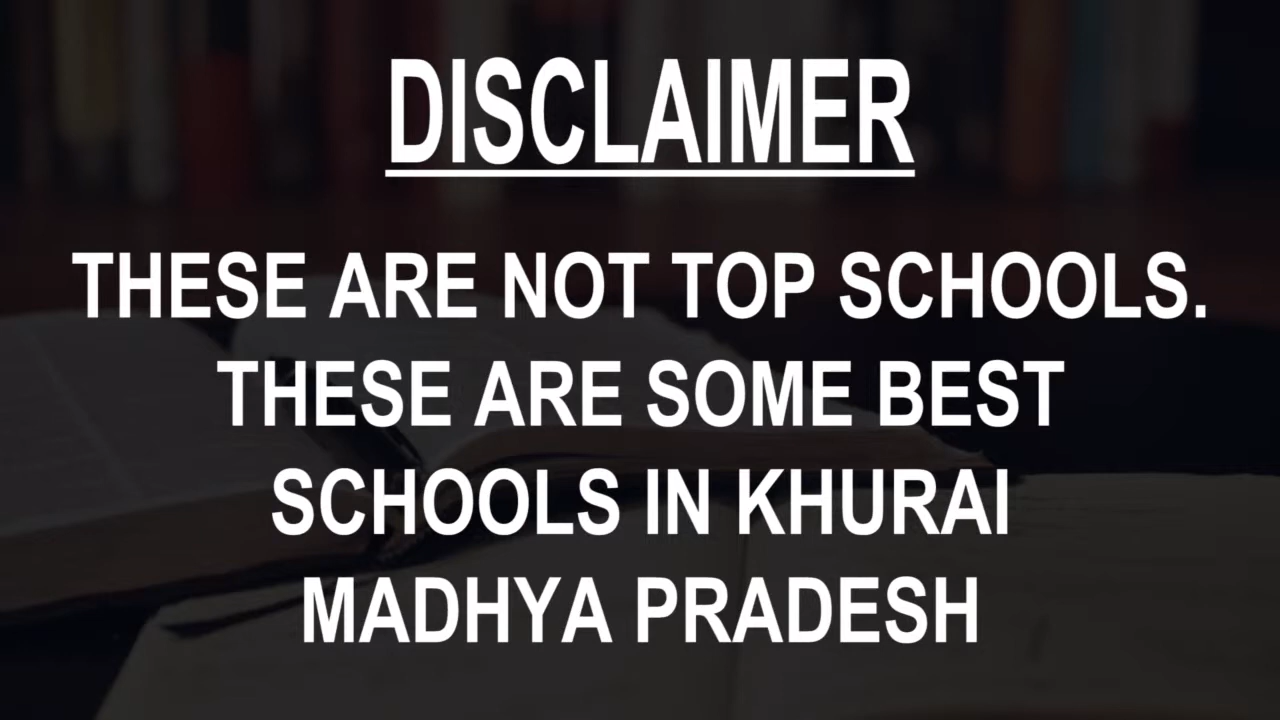 DISCLAIMER
THESE ARE NOT TOP SCHOOLS.
THESE ARE SOME BEST
SCHOOLS IN KHURAI
MADHYA PRADESH